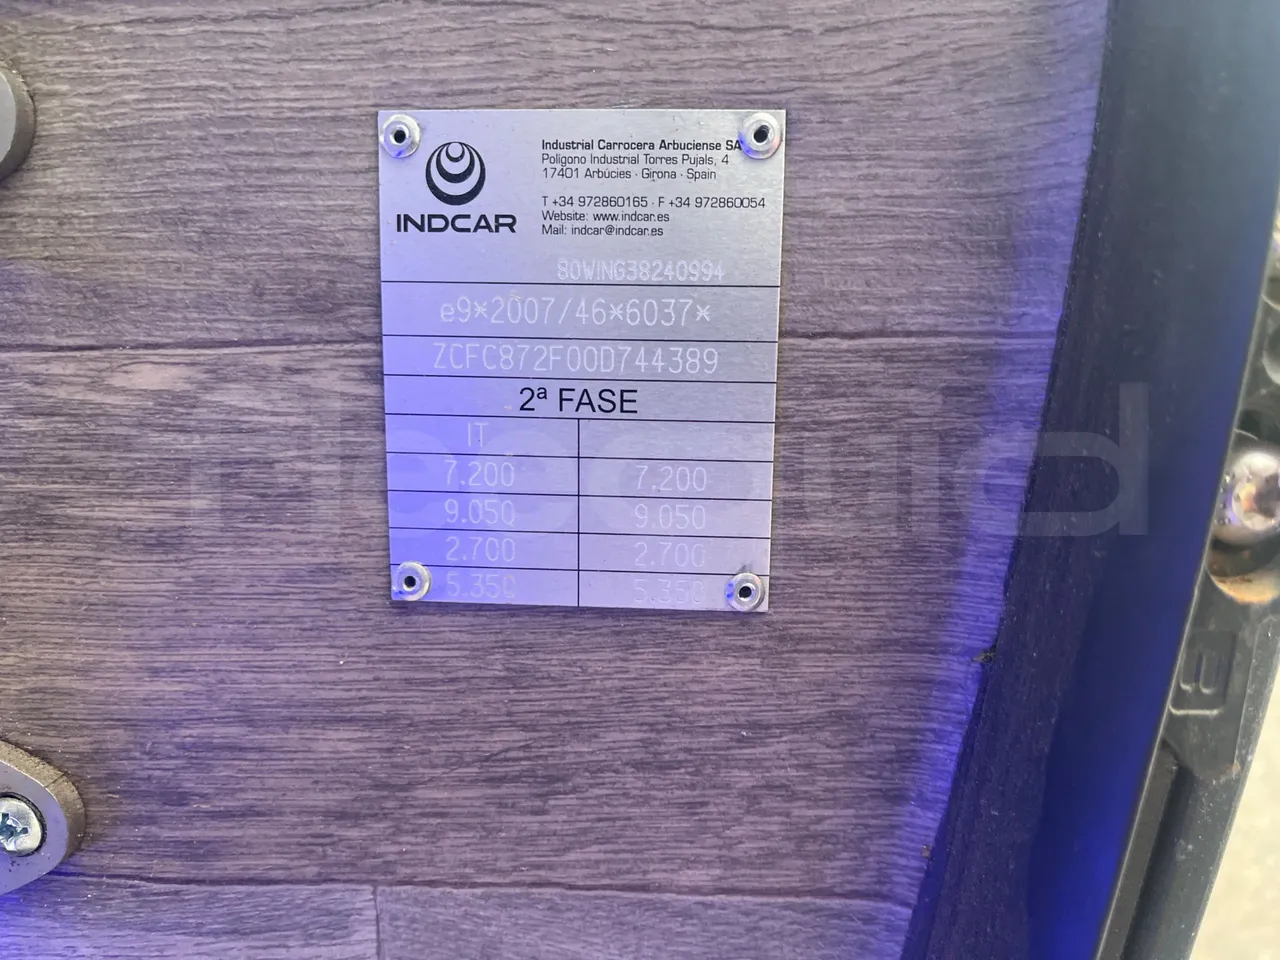 INDCAR
Industrial Carrocera Arbuciense SA
Polígono Industrial Torres Pujals, 4
17401 Arbúcies · Girona · Spain
T +34 972860165 · F +34 972860054
Website: www.indcar.es
Mail: indcar@indcar.es
80WING38240994
e9*2007/46*6037*
ZCFC872F00D744389
2ª FASE
IT
7.200 7.200
9.050 9.050
2.700 2.700
5.350 5.350